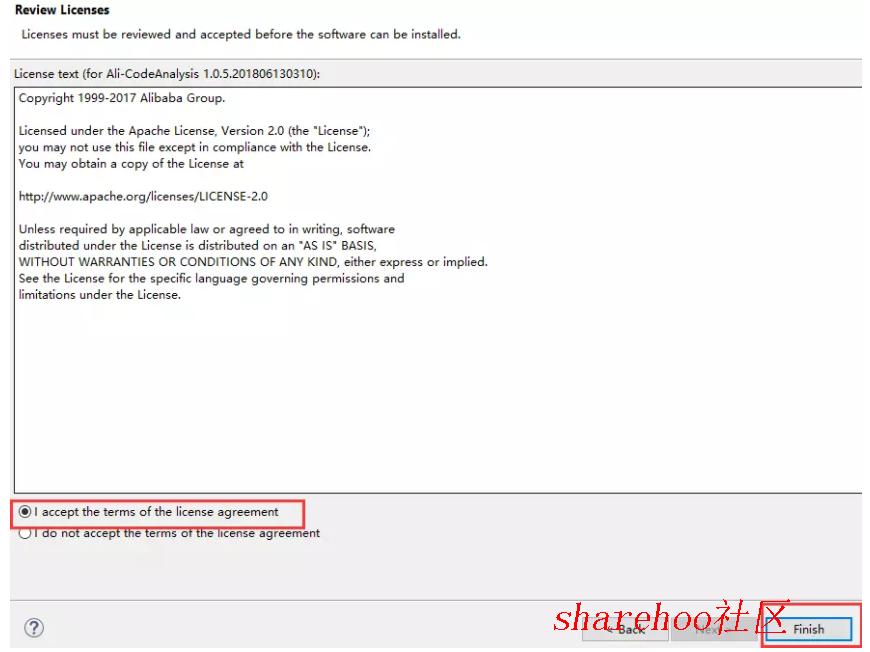 Review Licenses
Licenses must be reviewed and accepted before the software can be installed.
License text (for Ali-CodeAnalysis 1.0.5.201806130310):
Copyright 1999-2017 Alibaba Group.
Licensed under the Apache License, Version 2.0 (the "License");
you may not use this file except in compliance with the License.
You may obtain a copy of the License at
http://www.apache.org/licenses/LICENSE-2.0
Unless required by applicable law or agreed to in writing, software
distributed under the License is distributed on an "AS IS" BASIS,
WITHOUT WARRANTIES OR CONDITIONS OF ANY KIND, either express or implied.
See the License for the specific language governing permissions and
limitations under the License.
I accept the terms of the license agreement
I do not accept the terms of the license agreement
sharehoo社区
?
< Back
Next >
Finish